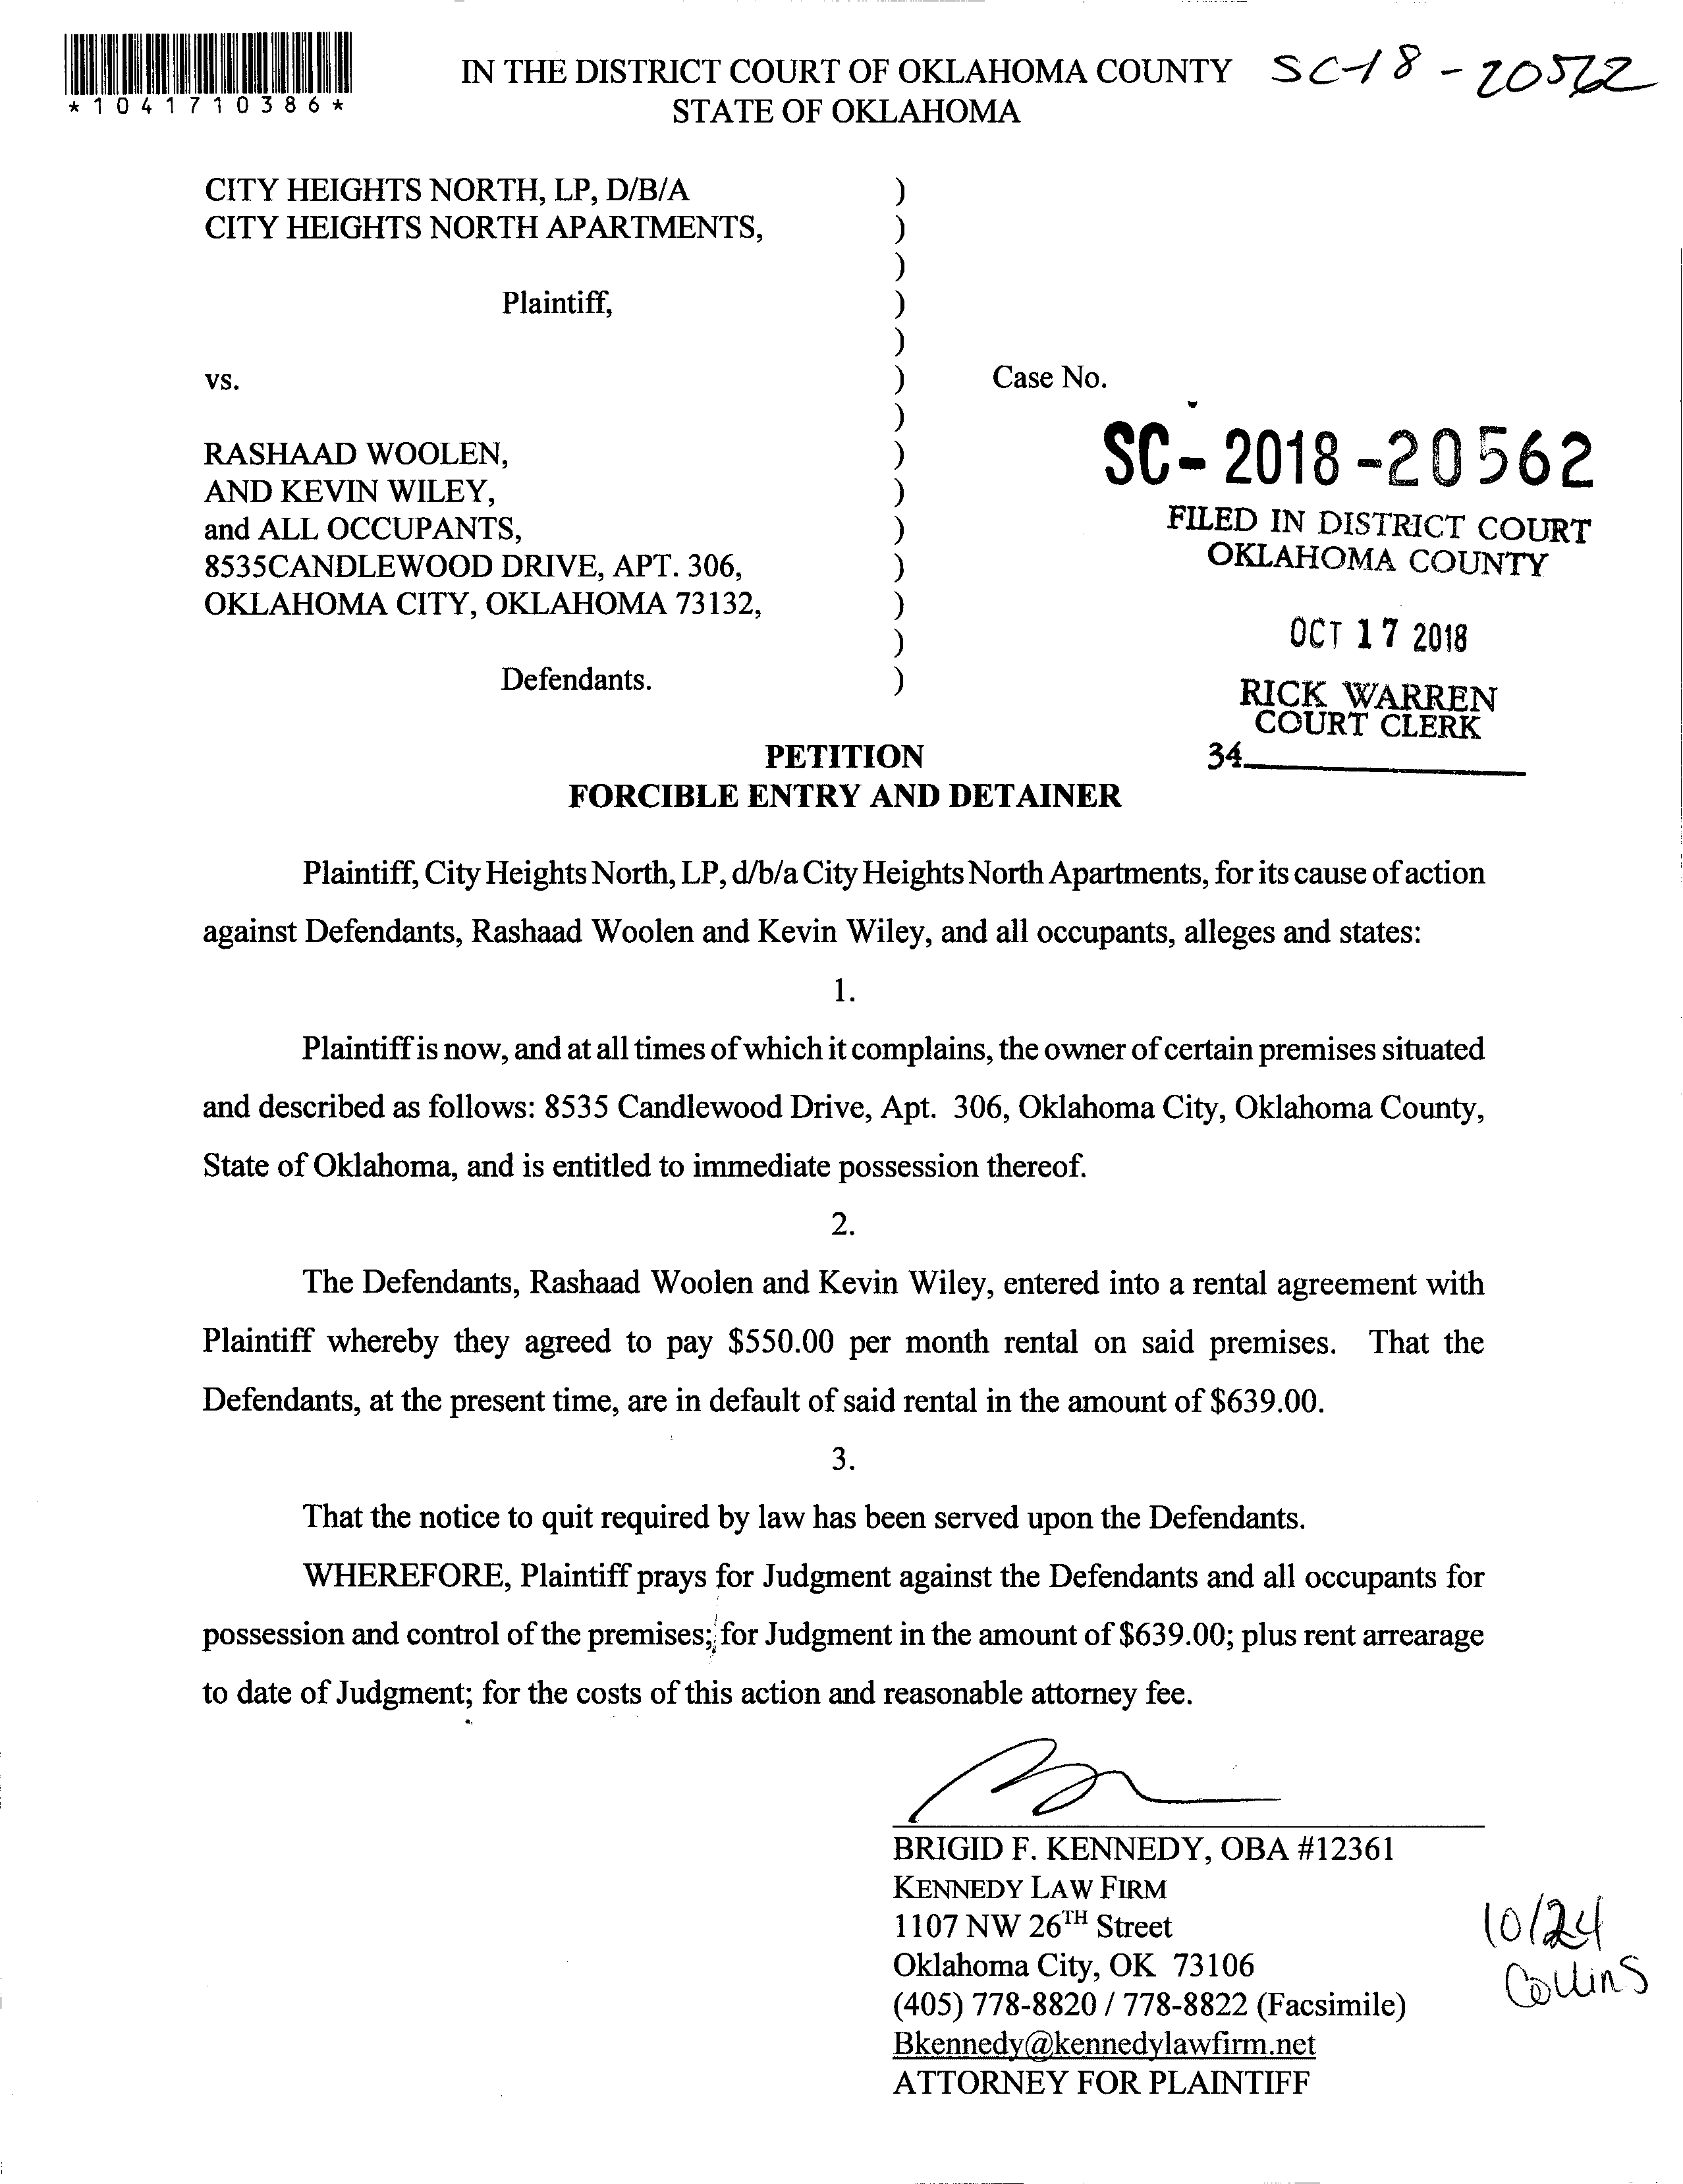 *1041710386*
IN THE DISTRICT COURT OF OKLAHOMA COUNTY SC-18-20562
STATE OF OKLAHOMA
CITY HEIGHTS NORTH, LP, D/B/A )
CITY HEIGHTS NORTH APARTMENTS, )
)
Plaintiff, )
)
vs. ) Case No.
)
SC-2018-20562
RASHAAD WOOLEN, )
AND KEVIN WILEY, )
and ALL OCCUPANTS, )
8535CANDLEWOOD DRIVE, APT. 306, )
OKLAHOMA CITY, OKLAHOMA 73132, )
)
Defendants. )
FILED IN DISTRICT COURT
OKLAHOMA COUNTY
OCT 17 2018
RICK WARREN
COURT CLERK
34
PETITION
FORCIBLE ENTRY AND DETAINER
Plaintiff, City Heights North, LP, d/b/a City Heights North Apartments, for its cause of action
against Defendants, Rashaad Woolen and Kevin Wiley, and all occupants, alleges and states:
1.
Plaintiff is now, and at all times of which it complains, the owner of certain premises situated
and described as follows: 8535 Candlewood Drive, Apt. 306, Oklahoma City, Oklahoma County,
State of Oklahoma, and is entitled to immediate possession thereof.
2.
The Defendants, Rashaad Woolen and Kevin Wiley, entered into a rental agreement with
Plaintiff whereby they agreed to pay $550.00 per month rental on said premises. That the
Defendants, at the present time, are in default of said rental in the amount of $639.00.
3.
That the notice to quit required by law has been served upon the Defendants.
WHEREFORE, Plaintiff prays for Judgment against the Defendants and all occupants for
possession and control of the premises; for Judgment in the amount of $639.00; plus rent arrearage
to date of Judgment; for the costs of this action and reasonable attorney fee.
BRIGID F. KENNEDY, OBA #12361
KENNEDY LAW FIRM
1107 NW 26TH Street
Oklahoma City, OK 73106
(405) 778-8820 / 778-8822 (Facsimile)
Bkennedy@kennedylawfirm.net
ATTORNEY FOR PLAINTIFF
10/24
Collins